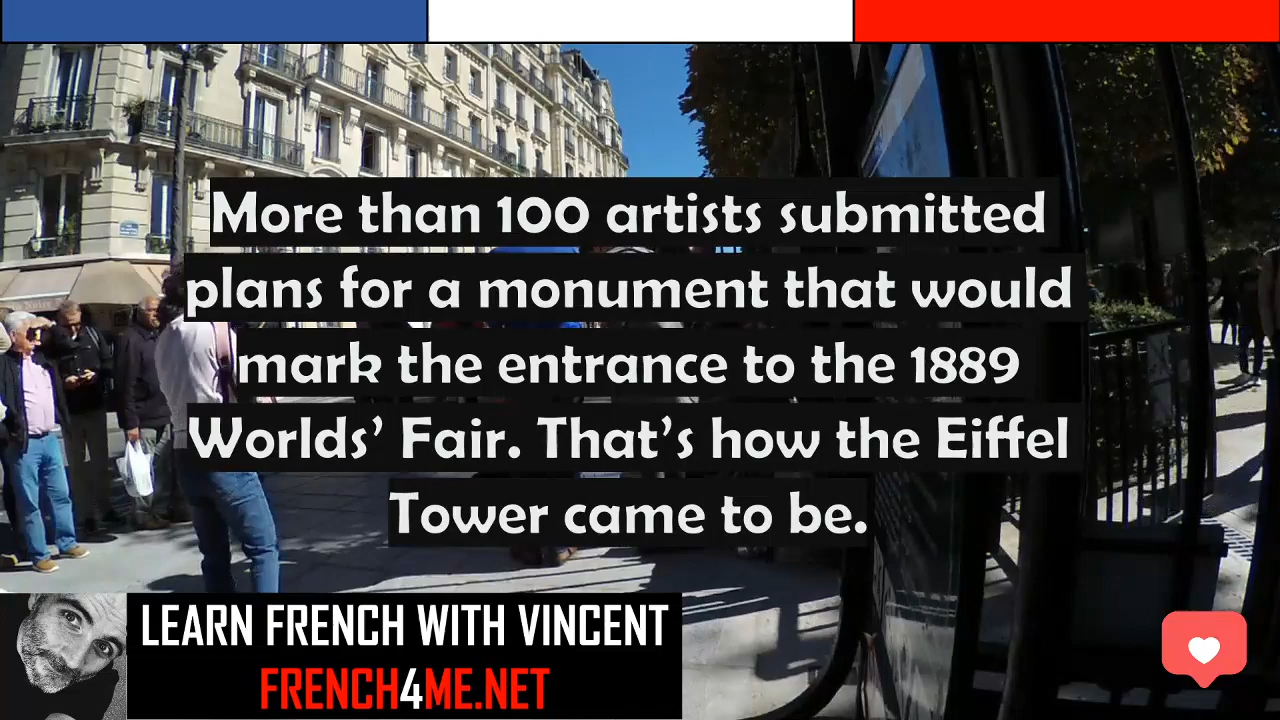 More than 100 artists submitted
plans for a monument that would
mark the entrance to the 1889
Worlds’ Fair. That’s how the Eiffel
Tower came to be.
LEARN FRENCH WITH VINCENT
FRENCH4ME.NET